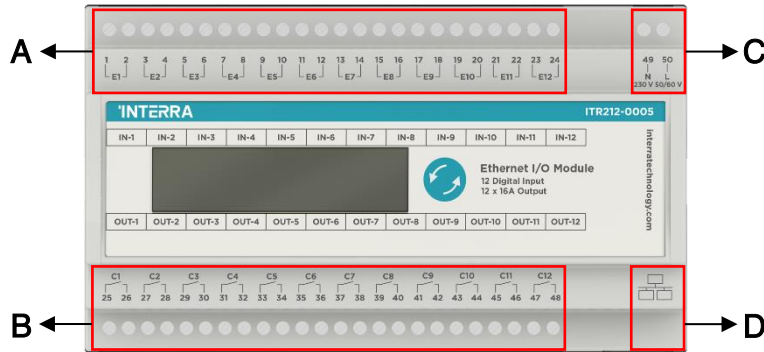 A
C
1 2 3 4 5 6 7 8 9 10 11 12 13 14 15 16 17 18 19 20 21 22 23 24
E1 E2 E3 E4 E5 E6 E7 E8 E9 E10 E11 E12
49 50
N L
230 V 50/60 V
INTERRA
ITR212-0005
IN-1 IN-2 IN-3 IN-4 IN-5 IN-6 IN-7 IN-8 IN-9 IN-10 IN-11 IN-12
Ethernet I/O Module
12 Digital Input
12 x 16A Output
interratechnology.com
OUT-1 OUT-2 OUT-3 OUT-4 OUT-5 OUT-6 OUT-7 OUT-8 OUT-9 OUT-10 OUT-11 OUT-12
C1 C2 C3 C4 C5 C6 C7 C8 C9 C10 C11 C12
25 26 27 28 29 30 31 32 33 34 35 36 37 38 39 40 41 42 43 44 45 46 47 48
B
D